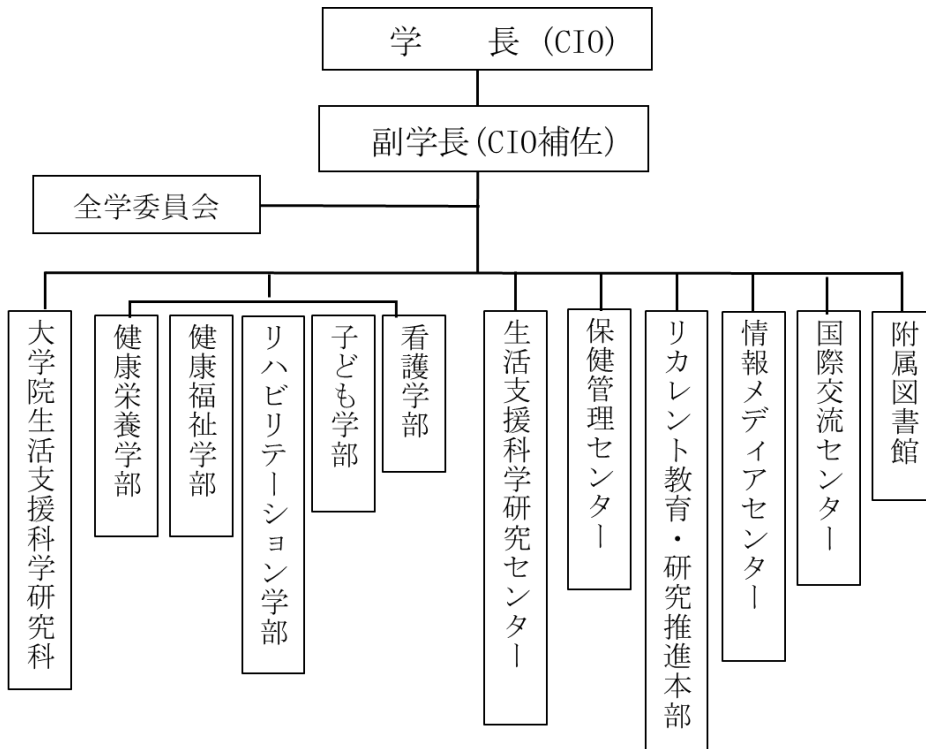 学　　長(CIO)
副学長(CIO補佐)
全学委員会
大学院生活支援科学研究科
健康栄養学部
健康福祉学部
リハビリテーション学部
子ども学部
看護学部
生活支援科学研究センター
保健管理センター
リカレント教育・研究推進本部
情報メディアセンター
国際交流センター
附属図書館